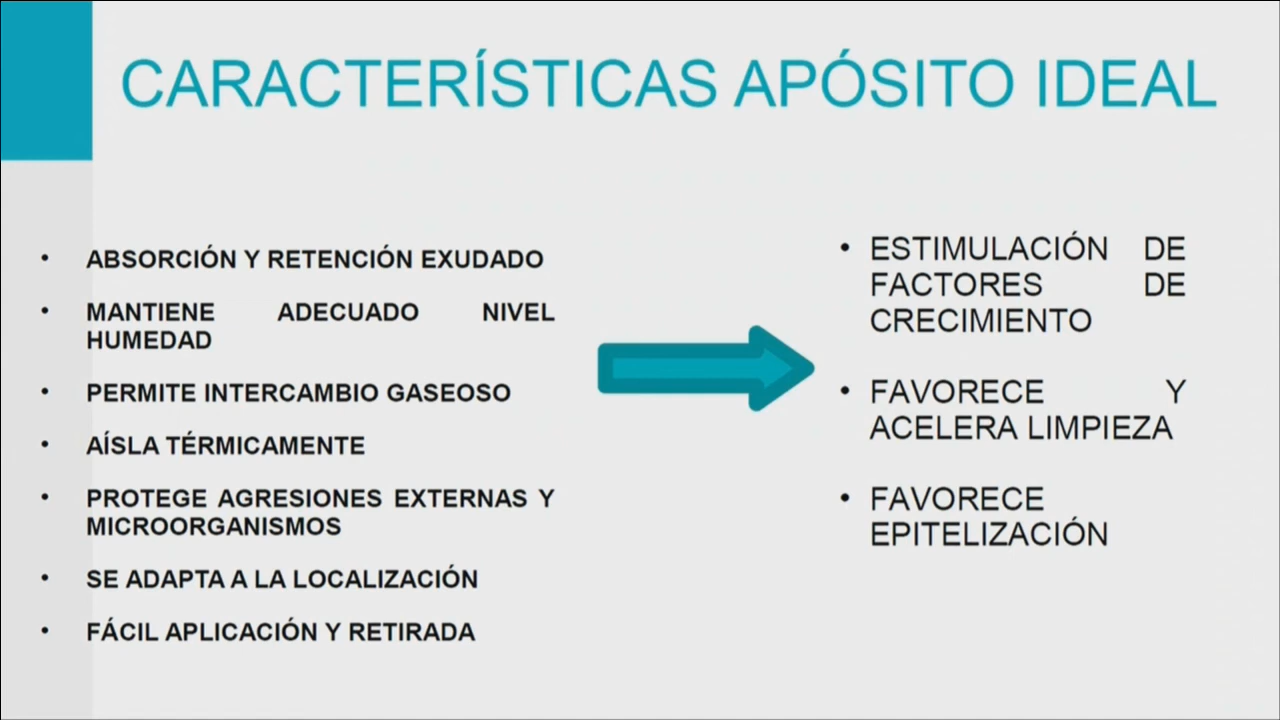 CARACTERÍSTICAS APÓSITO IDEAL
• ABSORCIÓN Y RETENCIÓN EXUDADO
• MANTIENE ADECUADO NIVEL
HUMEDAD
• PERMITE INTERCAMBIO GASEOSO
• AÍSLA TÉRMICAMENTE
• PROTEGE AGRESIONES EXTERNAS Y
MICROORGANISMOS
• SE ADAPTA A LA LOCALIZACIÓN
• FÁCIL APLICACIÓN Y RETIRADA
• ESTIMULACIÓN DE
FACTORES DE
CRECIMIENTO
• FAVORECE Y
ACELERA LIMPIEZA
• FAVORECE
EPITELIZACIÓN